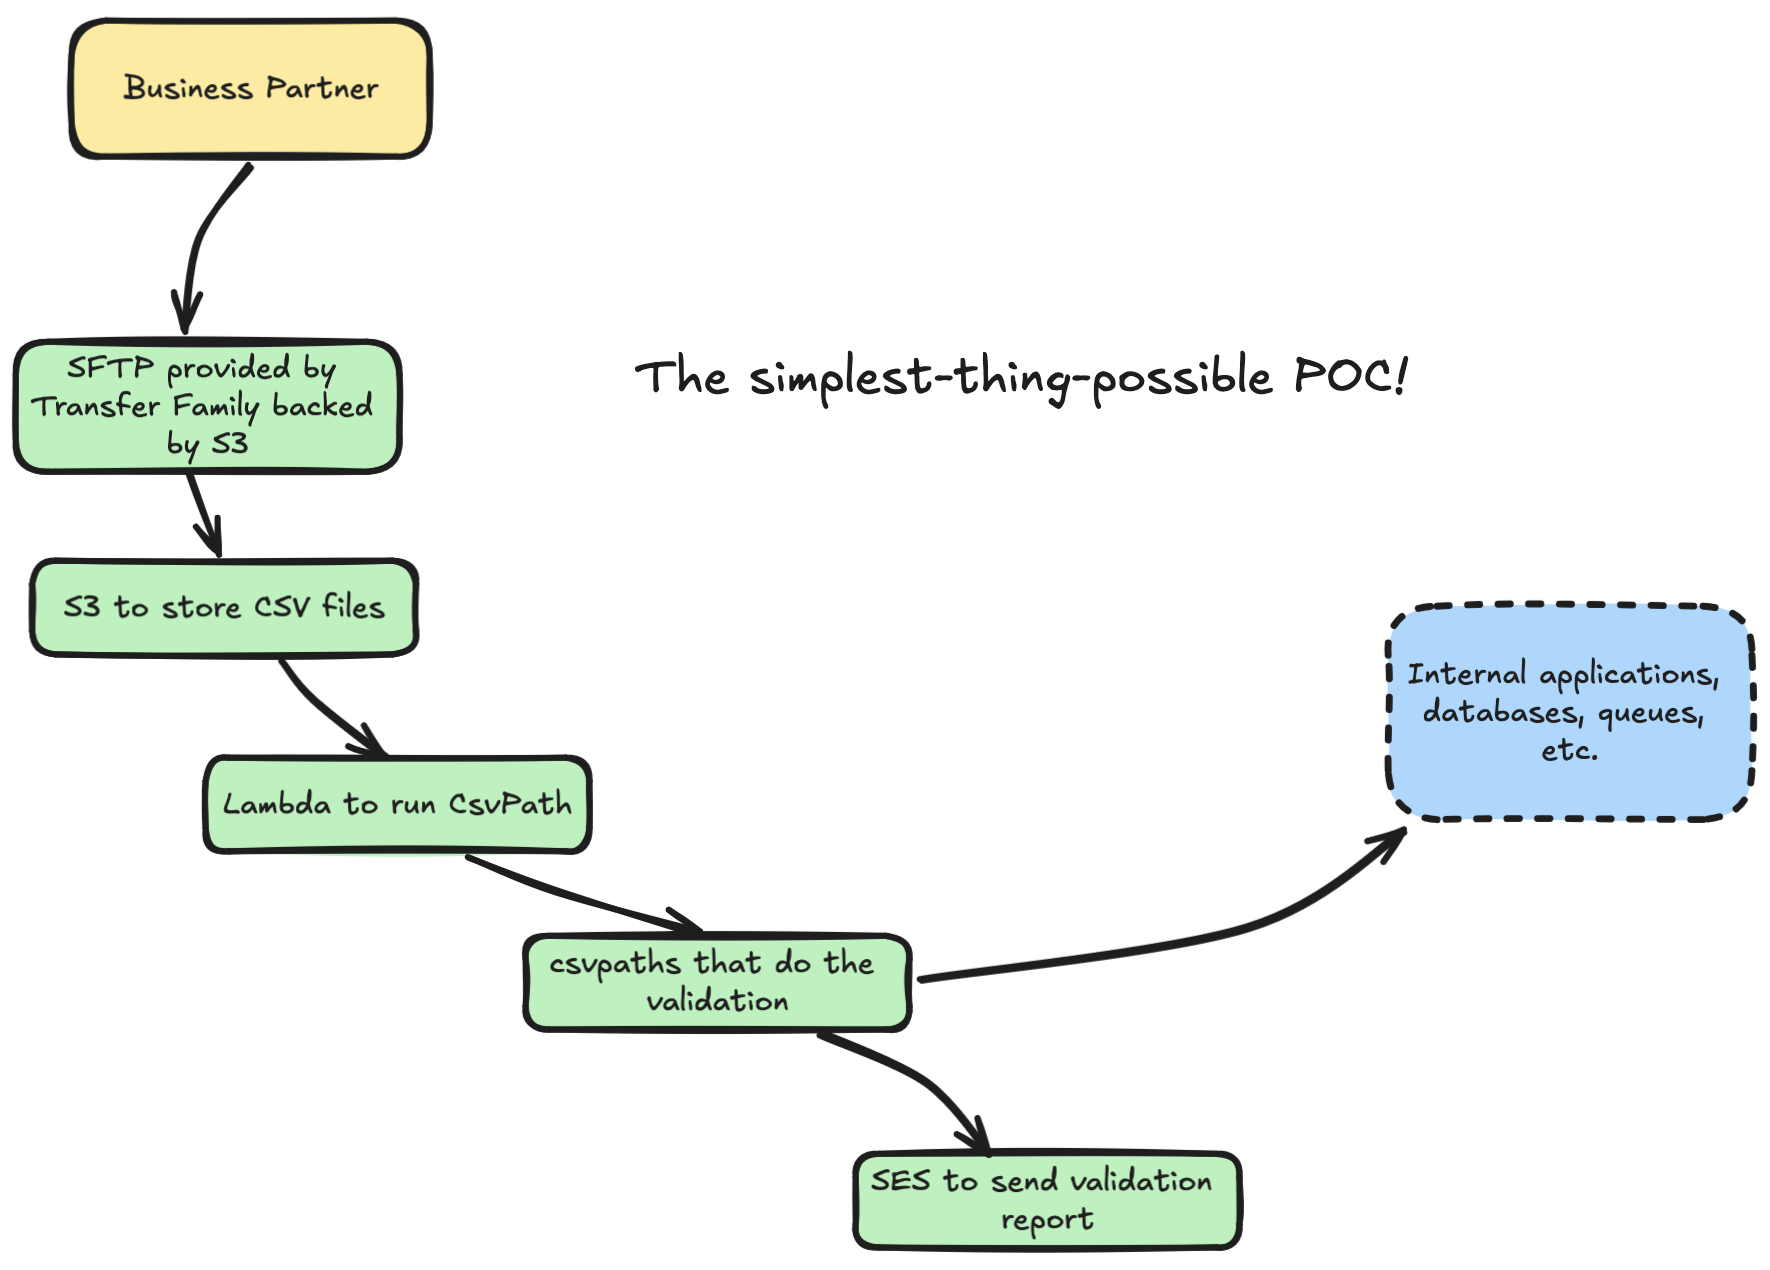 Business Partner
SFTP provided by
Transfer Family backed
by S3
The simplest-thing-possible POC!
S3 to store CSV files
Internal applications,
databases, queues,
etc.
Lambda to run CsvPath
csvpaths that do the
validation
SES to send validation
report